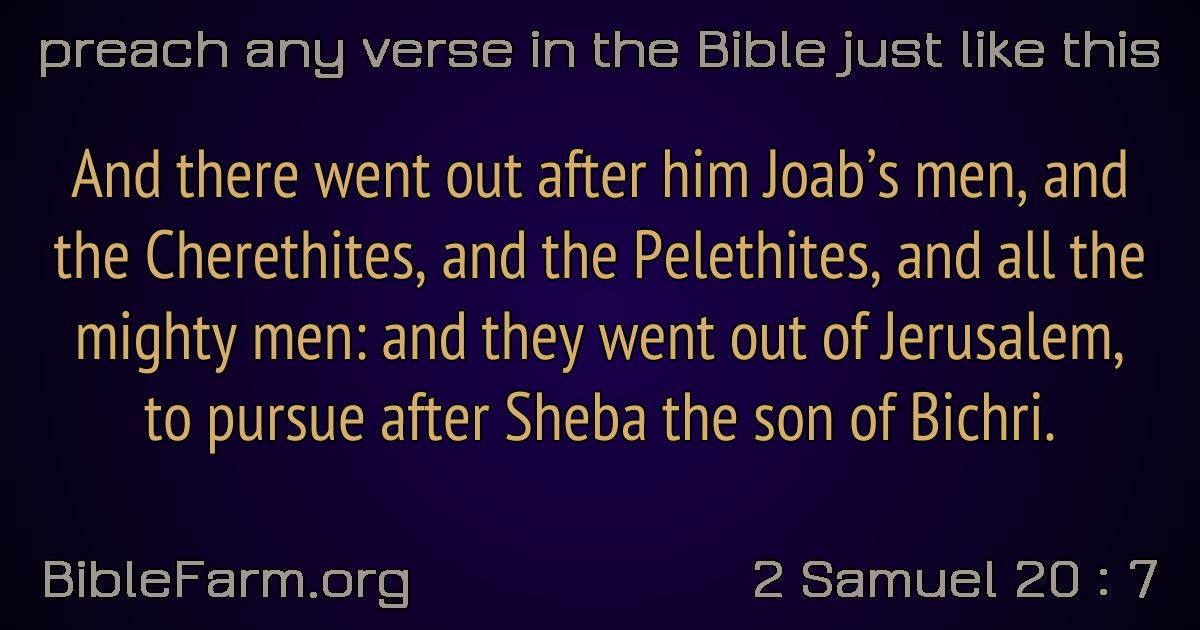 preach any verse in the Bible just like this
And there went out after him Joab’s men, and
the Cherethites, and the Pelethites, and all the
mighty men: and they went out of Jerusalem,
to pursue after Sheba the son of Bichri.
BibleFarm.org
2 Samuel 20 : 7